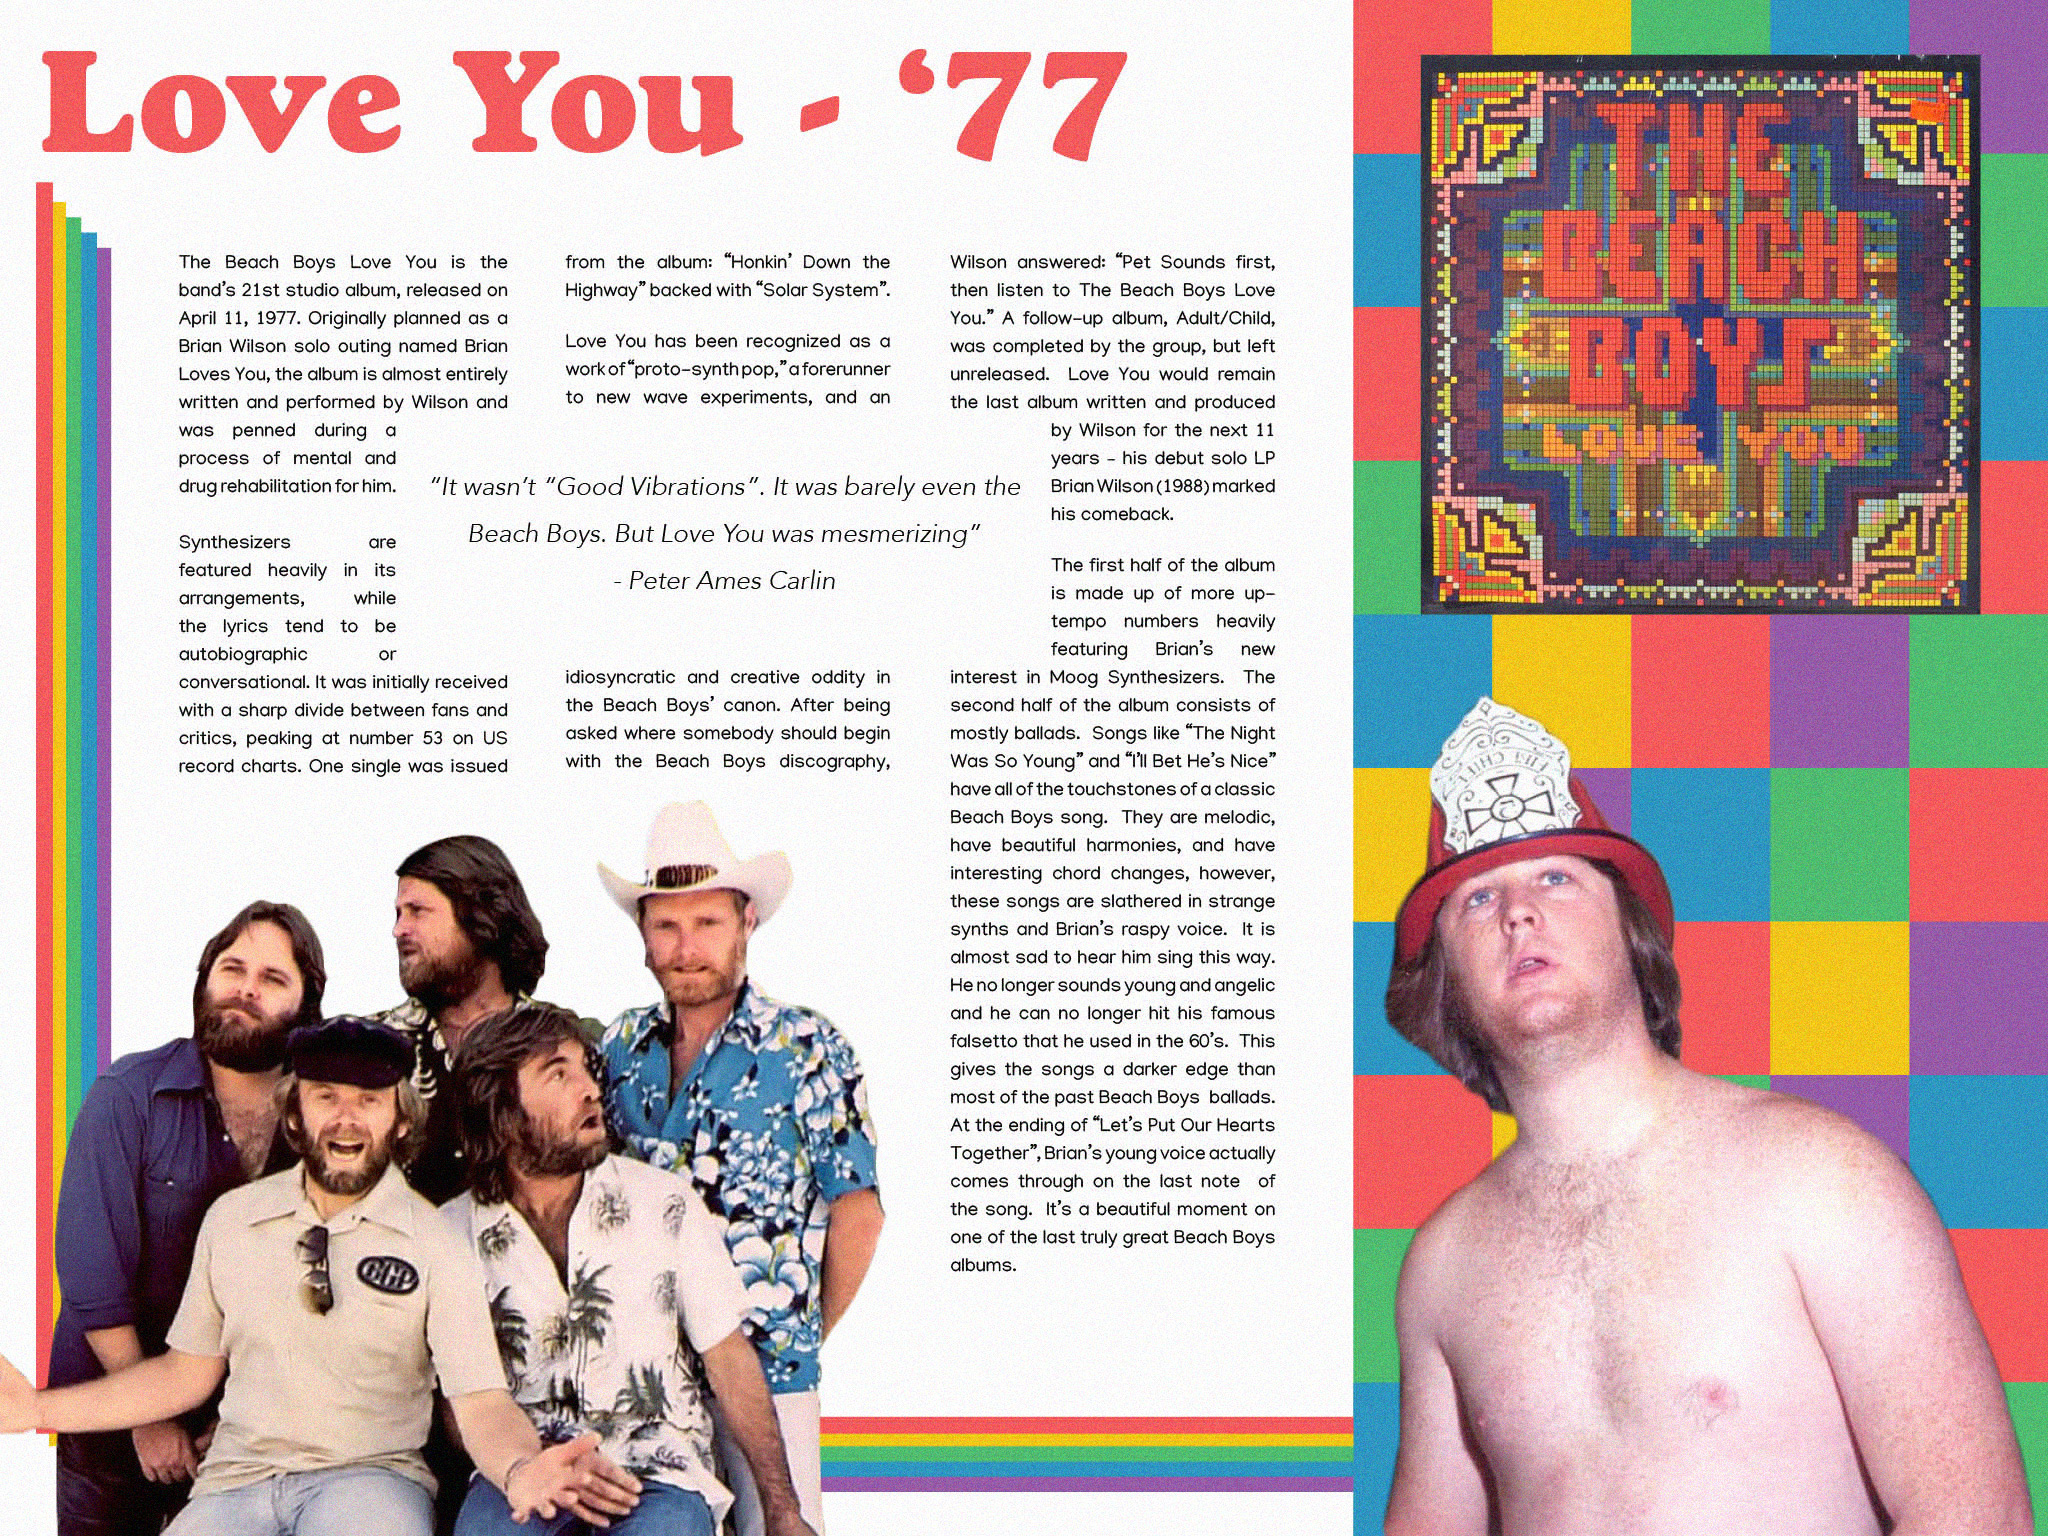 Love You - ‘77
The Beach Boys Love You is the
band’s 21st studio album, released on
April 11, 1977. Originally planned as a
Brian Wilson solo outing named Brian
Loves You, the album is almost entirely
written and performed by Wilson and
was penned during a
process of mental and
drug rehabilitation for him.
Synthesizers are
featured heavily in its
arrangements, while
the lyrics tend to be
autobiographic or
conversational. It was initially received
with a sharp divide between fans and
critics, peaking at number 53 on US
record charts. One single was issued
from the album: “Honkin’ Down the
Highway” backed with “Solar System”.
Love You has been recognized as a
work of “proto-synth pop,” a forerunner
to new wave experiments, and an
“It wasn’t “Good Vibrations”. It was barely even the
Beach Boys. But Love You was mesmerizing”
- Peter Ames Carlin
idiosyncratic and creative oddity in
the Beach Boys’ canon. After being
asked where somebody should begin
with the Beach Boys discography,
Wilson answered: “Pet Sounds first,
then listen to The Beach Boys Love
You.” A follow-up album, Adult/Child,
was completed by the group, but left
unreleased. Love You would remain
the last album written and produced
by Wilson for the next 11
years - his debut solo LP
Brian Wilson (1988) marked
his comeback.
The first half of the album
is made up of more up-
tempo numbers heavily
featuring Brian’s new
interest in Moog Synthesizers. The
second half of the album consists of
mostly ballads. Songs like “The Night
Was So Young” and “I’ll Bet He’s Nice”
have all of the touchstones of a classic
Beach Boys song. They are melodic,
have beautiful harmonies, and have
interesting chord changes, however,
these songs are slathered in strange
synths and Brian’s raspy voice. It is
almost sad to hear him sing this way.
He no longer sounds young and angelic
and he can no longer hit his famous
falsetto that he used in the 60’s. This
gives the songs a darker edge than
most of the past Beach Boys ballads.
At the ending of “Let’s Put Our Hearts
Together”, Brian’s young voice actually
comes through on the last note of
the song. It’s a beautiful moment on
one of the last truly great Beach Boys
albums.
THE
BEACH
BOYS
LOVE YOU
GGP